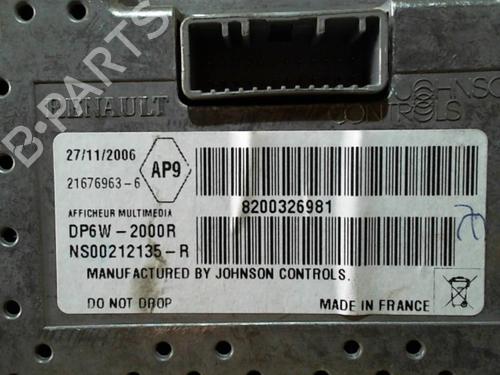 B-PARTS
RENAULT
JOHNSON
CONTROLS
27/11/2006
AP9
21676963-6
8200326981
AFFICHEUR MULTIMEDIA
DP6W-2000R
NS00212135-R
MANUFACTURED BY JOHNSON CONTROLS.
DO NOT DROP
MADE IN FRANCE